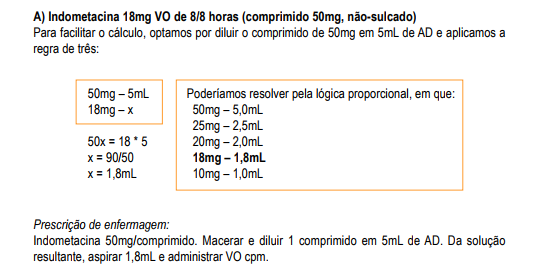 A) Indometacina 18mg VO de 8/8 horas (comprimido 50mg, não-sulcado)
Para facilitar o cálculo, optamos por diluir o comprimido de 50mg em 5mL de AD e aplicamos a
regra de três:
50mg – 5mL
18mg – x
50x = 18 * 5
x = 90/50
x = 1,8mL
Poderíamos resolver pela lógica proporcional, em que:
50mg – 5,0mL
25mg – 2,5mL
20mg – 2,0mL
18mg – 1,8mL
10mg – 1,0mL
Prescrição de enfermagem:
Indometacina 50mg/comprimido. Macerar e diluir 1 comprimido em 5mL de AD. Da solução
resultante, aspirar 1,8mL e administrar VO cpm.